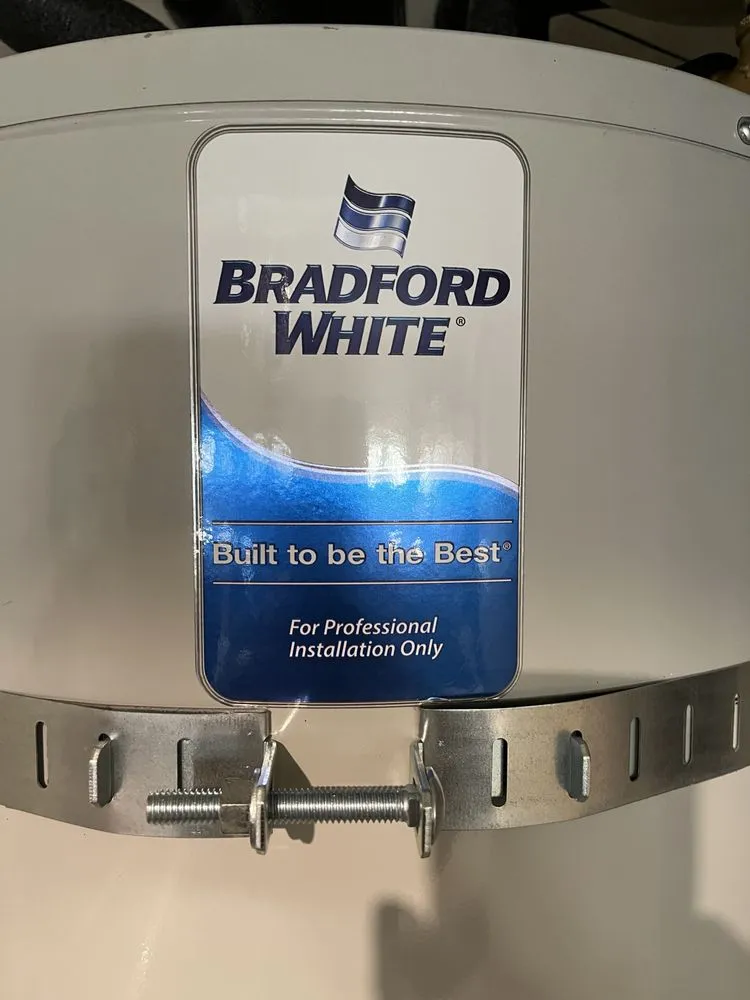 BRADFORD
WHITE®
Built to be the Best®
For Professional
Installation Only